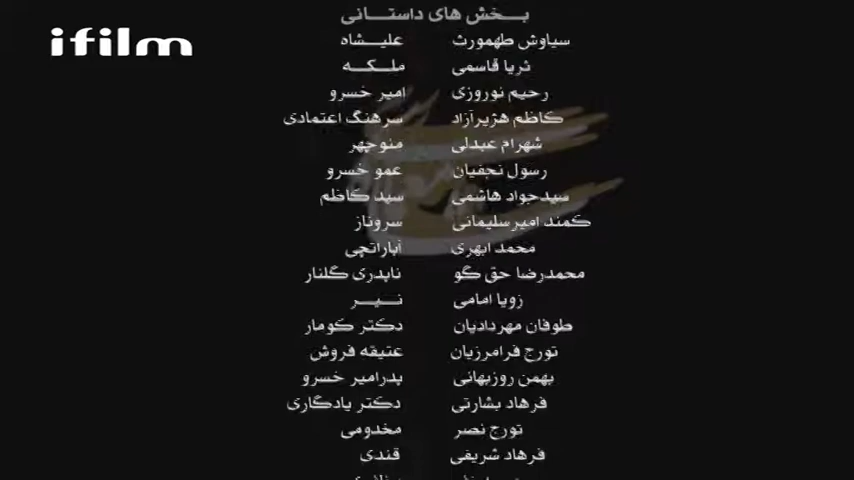 ifilm
بخش های داستانی
سیاوش طهمورث علیشاه
ثریا قاسمی ملکه
رحیم نوروزی امیر خسرو
کاظم هژیرآزاد سرهنگ اعتمادی
شهرام عبدلی منوچهر
رسول نجفیان عمو خسرو
سیدجواد هاشمی سید کاظم
کمند امیرسلیمانی سروناز
محمد ابهری آپاراتچی
محمدرضا حق گو ناپدری گلنار
زویا امامی نیر
طوفان مهردادیان دکتر کومار
تورج فرامرزیان عتیقه فروش
بهمن روزبهانی پدرامیر خسرو
فرهاد بشارتی دکتر یادگاری
تورج نصر مخدومی
فرهاد شریفی قندی